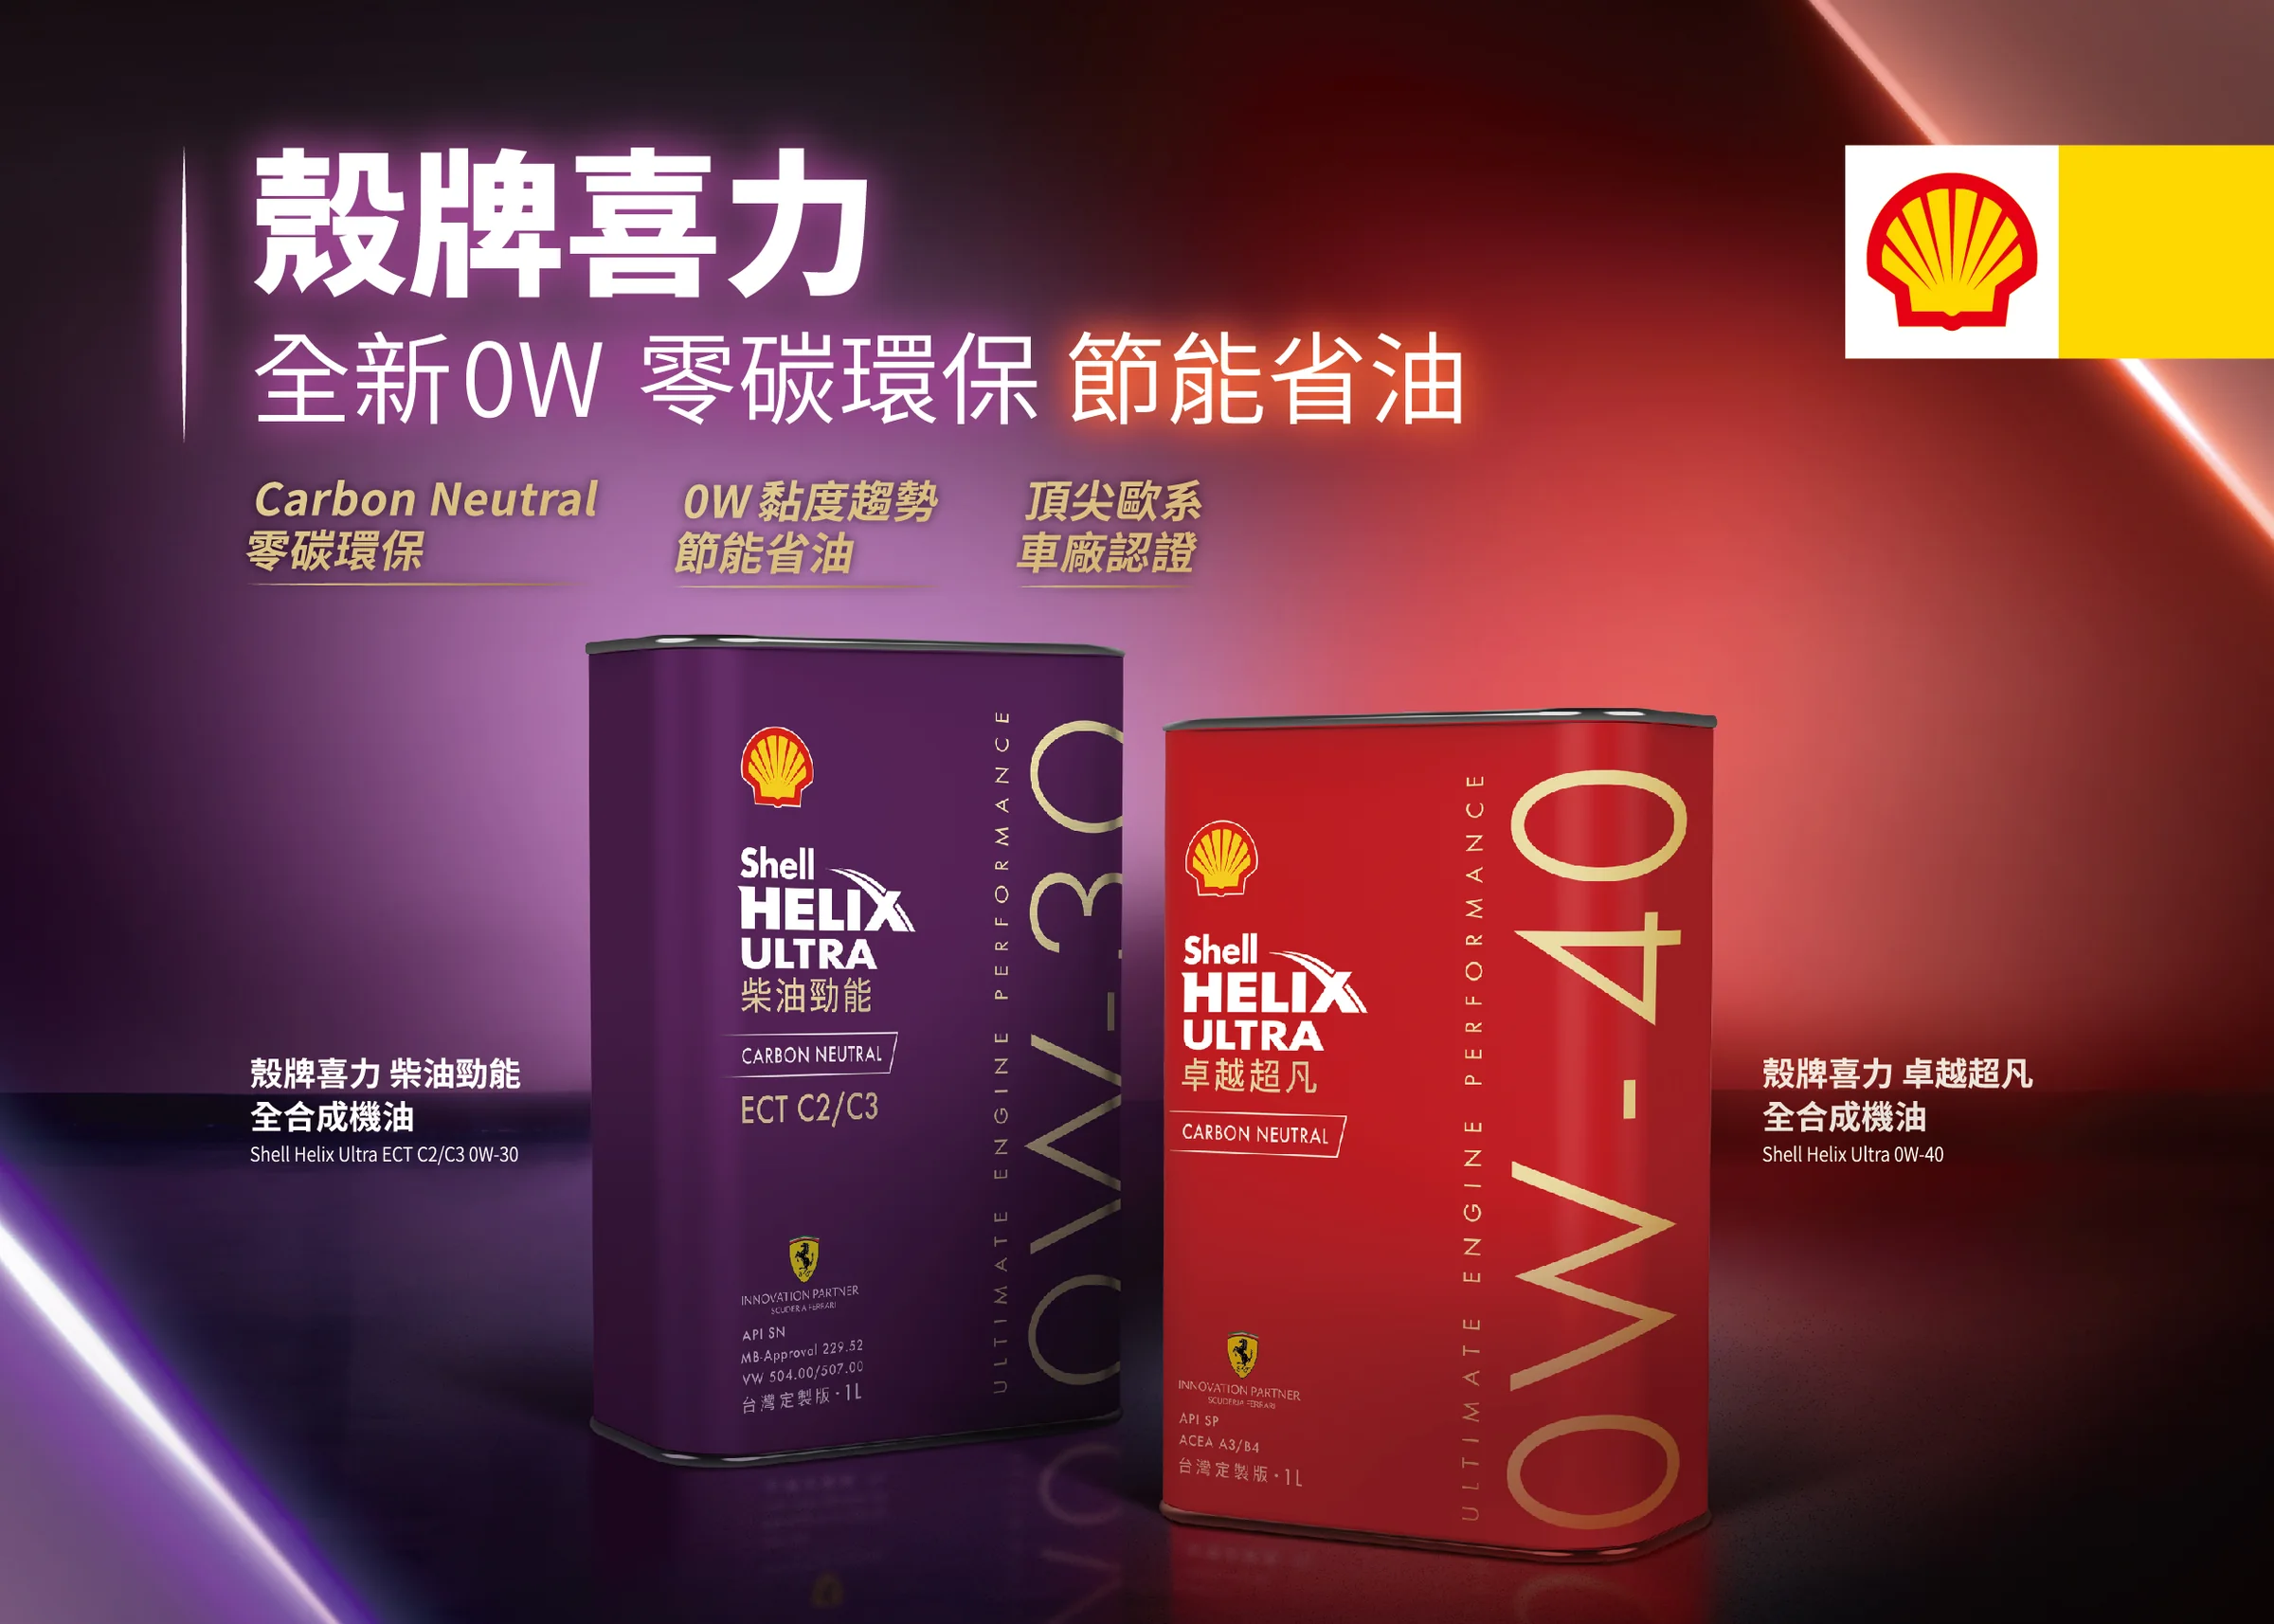 殼牌喜力
全新0W 零碳環保 節能省油
Carbon Neutral
零碳環保
0W 黏度趨勢
節能省油
頂尖歐系
車廠認證
Shell
HELIX
ULTRA
柴油勁能
CARBON NEUTRAL
ECT C2/C3
INNOVATION PARTNER
SCUDERIA FERRARI
API SN
MB-Approval 229.52
VW 504.00/507.00
台灣定製版・1L
ULTIMATE ENGINE PERFORMANCE
0W-30
Shell
HELIX
ULTRA
卓越超凡
CARBON NEUTRAL
INNOVATION PARTNER
SCUDERIA FERRARI
API SP
ACEA A3/B4
台灣定製版・1L
ULTIMATE ENGINE PERFORMANCE
0W-40
殼牌喜力 柴油勁能
全合成機油
Shell Helix Ultra ECT C2/C3 0W-30
殼牌喜力 卓越超凡
全合成機油
Shell Helix Ultra 0W-40